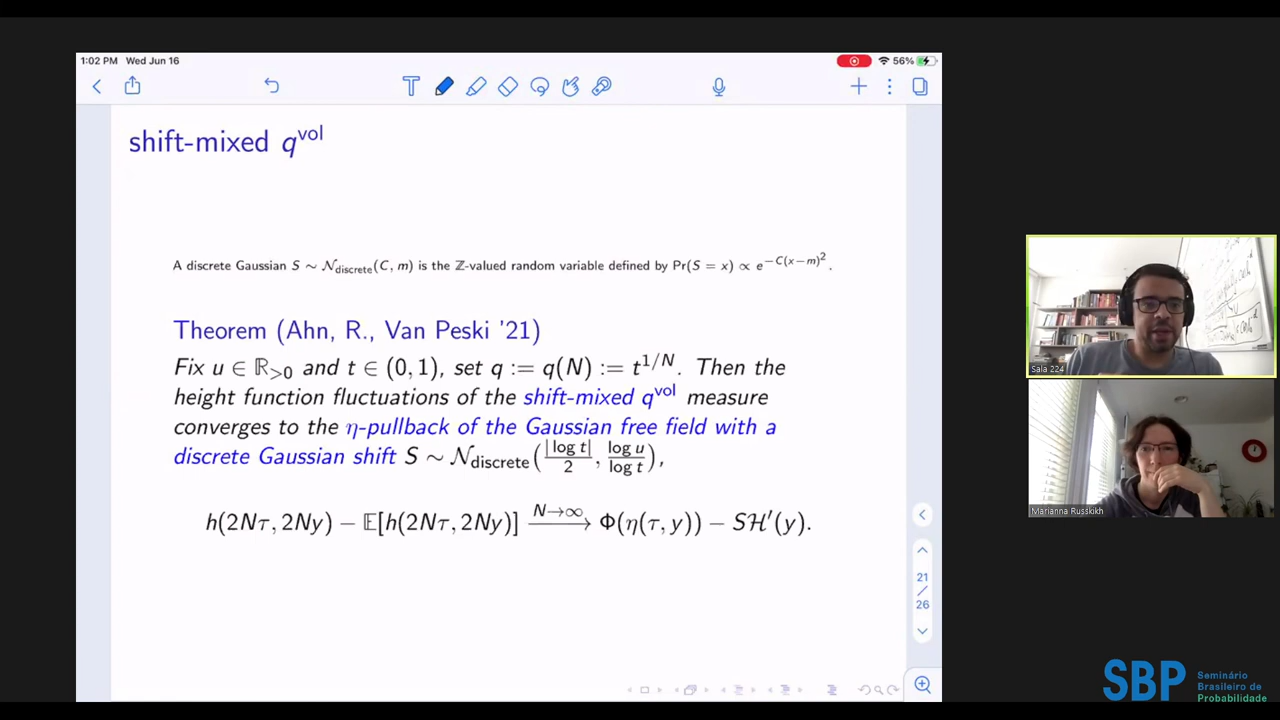 1:02 PM Wed Jun 16
56%
shift-mixed q^vol
A discrete Gaussian S ∼ 𝒩_discrete(C, m) is the ℤ-valued random variable defined by Pr(S = x) ∝ e^{−C(x−m)^2}.
Theorem (Ahn, R., Van Peski '21)
Fix u ∈ ℝ_{>0} and t ∈ (0, 1), set q := q(N) := t^{1/N}. Then the
height function fluctuations of the shift-mixed q^vol measure
converges to the η-pullback of the Gaussian free field with a
discrete Gaussian shift S ∼ 𝒩_discrete(|log t|/2, log u/log t),
h(2Nτ, 2Ny) − 𝔼[h(2Nτ, 2Ny)] —N→∞→ Φ(η(τ, y)) − Sℋ′(y).
21
/
26
Sala 224
Marianna Russkikh
SBP
Seminário
Brasileiro de
Probabilidade